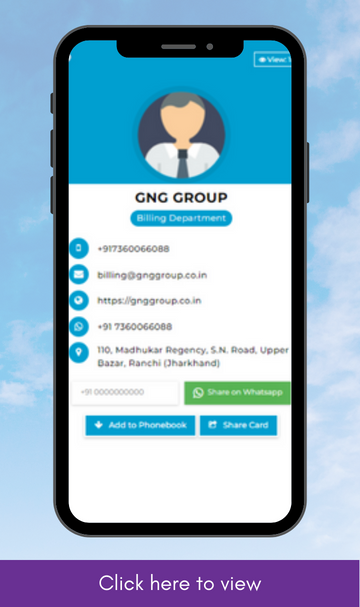 View:
GNG GROUP
Billing Department
+917360066088
billing@gnggroup.co.in
https://gnggroup.co.in
+91 7360066088
110, Madhukar Regency, S.N. Road, Upper
Bazar, Ranchi (Jharkhand)
+91 0000000000
Share on Whatsapp
Add to Phonebook
Share Card
Click here to view